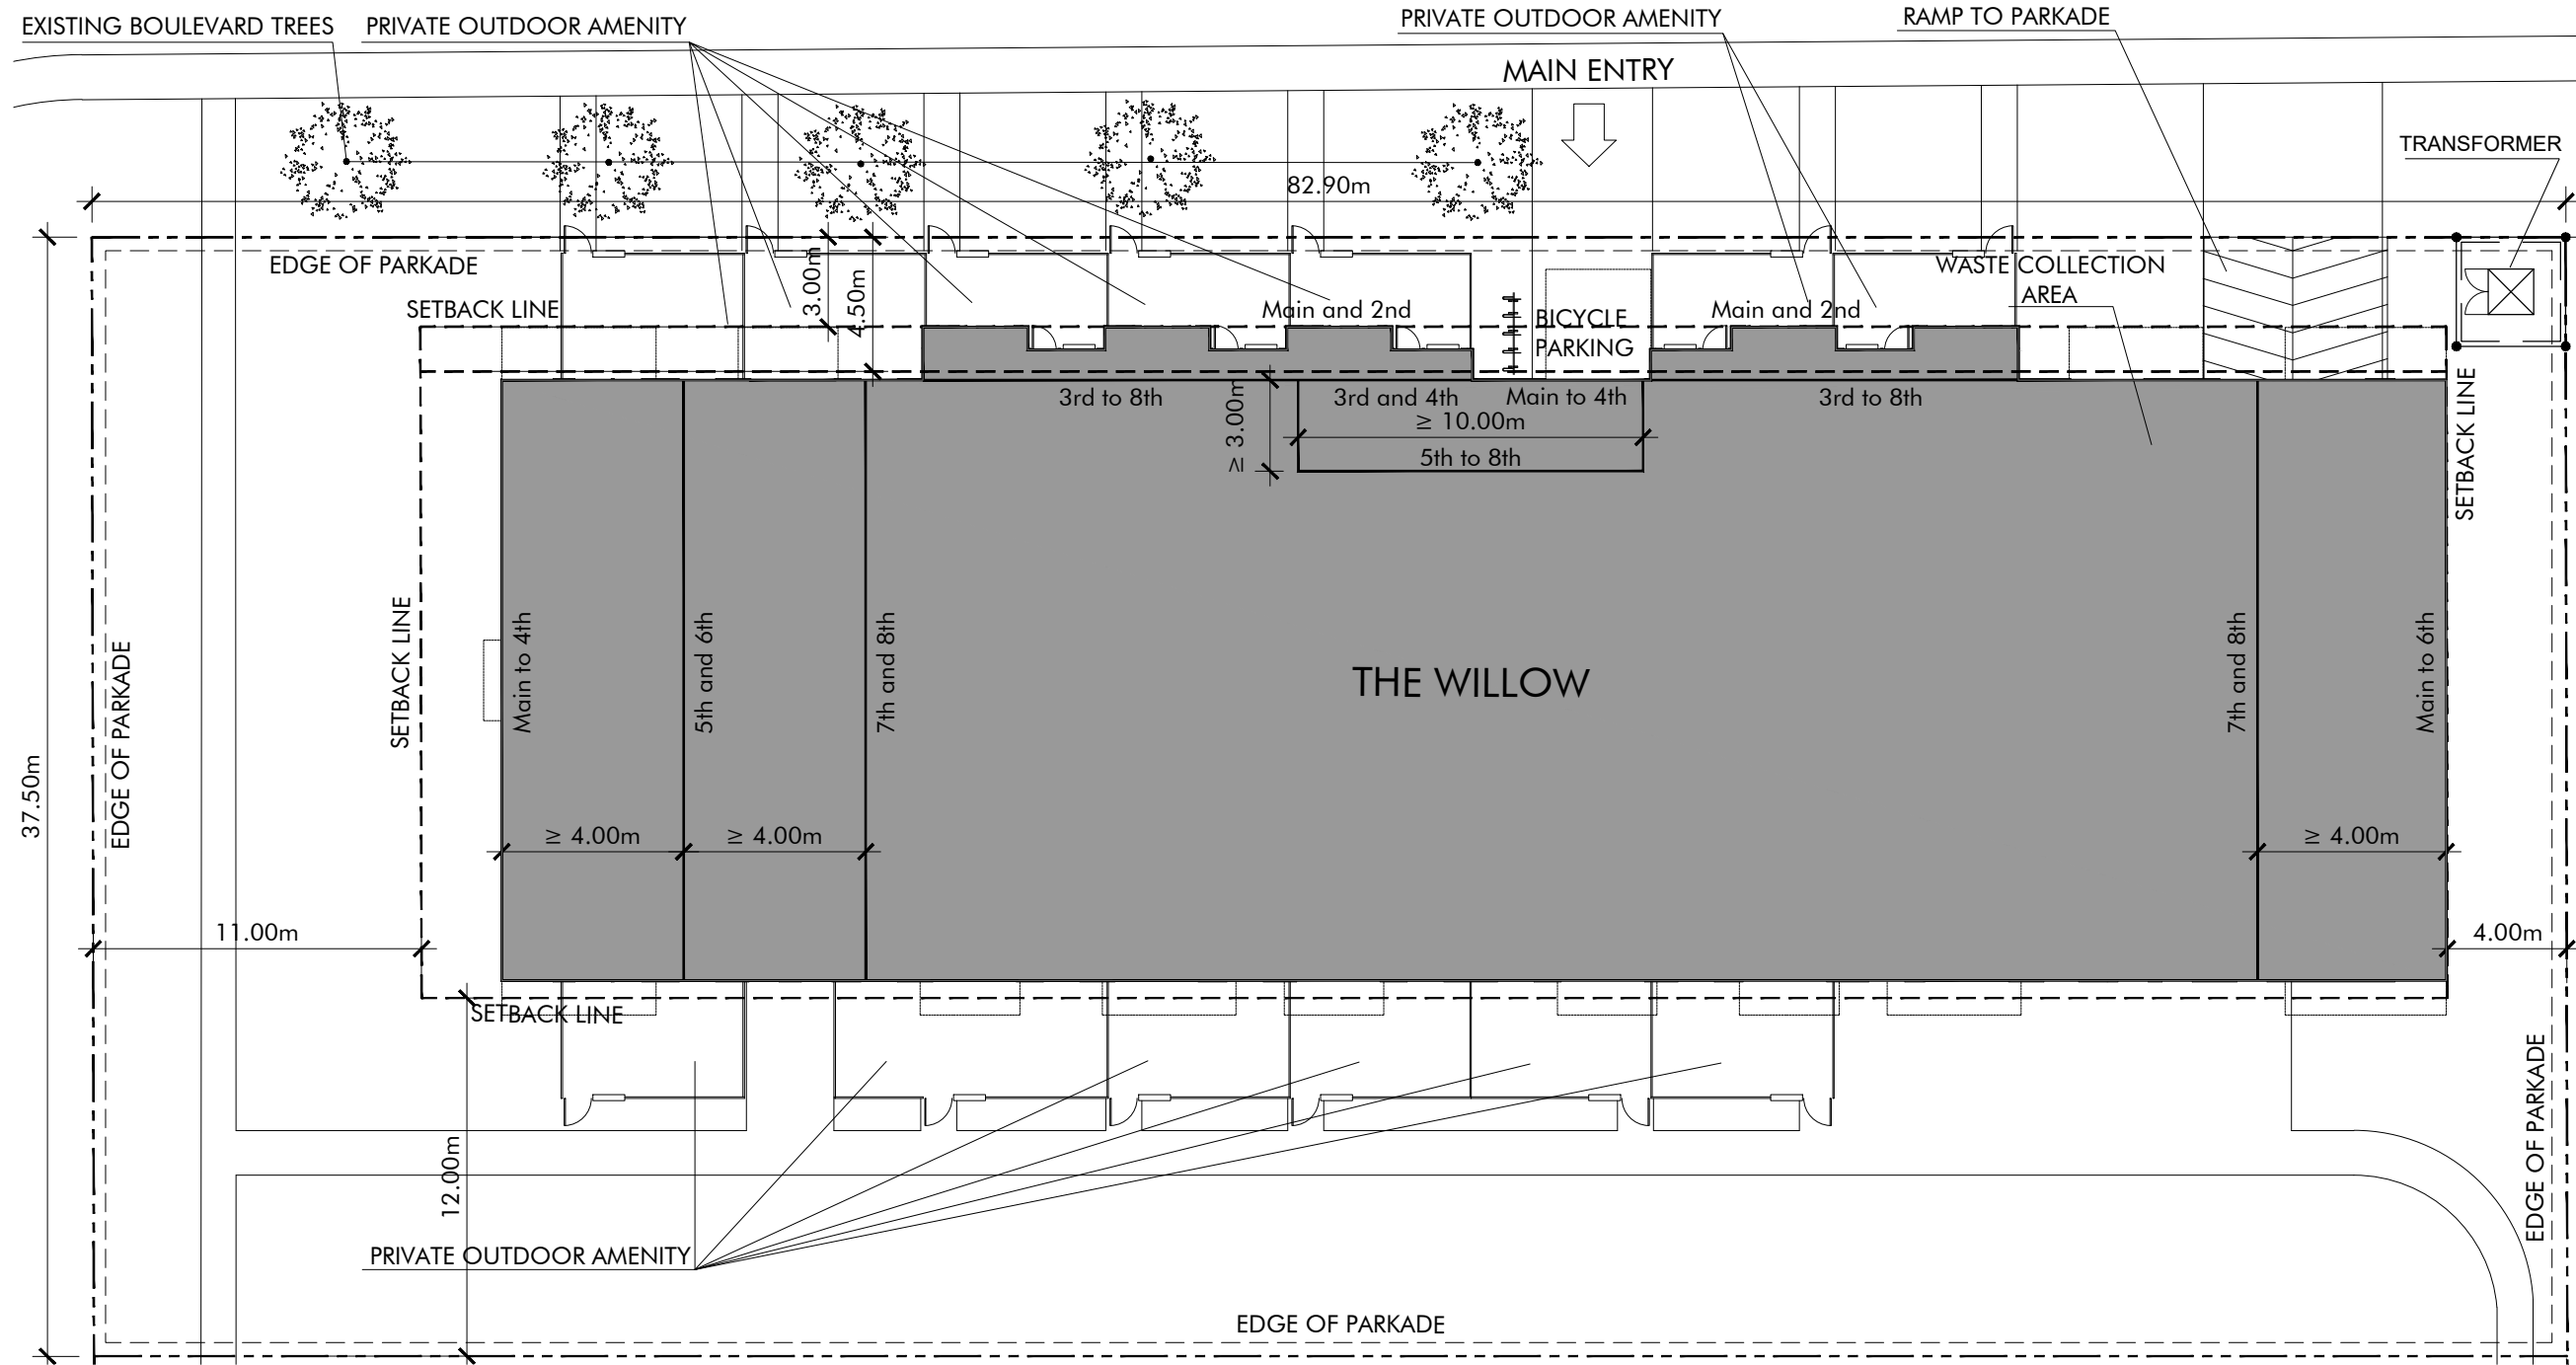 EXISTING BOULEVARD TREES
PRIVATE OUTDOOR AMENITY
PRIVATE OUTDOOR AMENITY
RAMP TO PARKADE
MAIN ENTRY
TRANSFORMER
82.90m
EDGE OF PARKADE
SETBACK LINE
3.00m
4.50m
Main and 2nd
BICYCLE
PARKING
Main and 2nd
WASTE COLLECTION
AREA
3rd to 8th
≥ 3.00m
3rd and 4th
Main to 4th
≥ 10.00m
5th to 8th
3rd to 8th
SETBACK LINE
37.50m
EDGE OF PARKADE
SETBACK LINE
Main to 4th
5th and 6th
7th and 8th
THE WILLOW
7th and 8th
Main to 6th
≥ 4.00m
≥ 4.00m
≥ 4.00m
11.00m
4.00m
SETBACK LINE
12.00m
EDGE OF PARKADE
PRIVATE OUTDOOR AMENITY
EDGE OF PARKADE